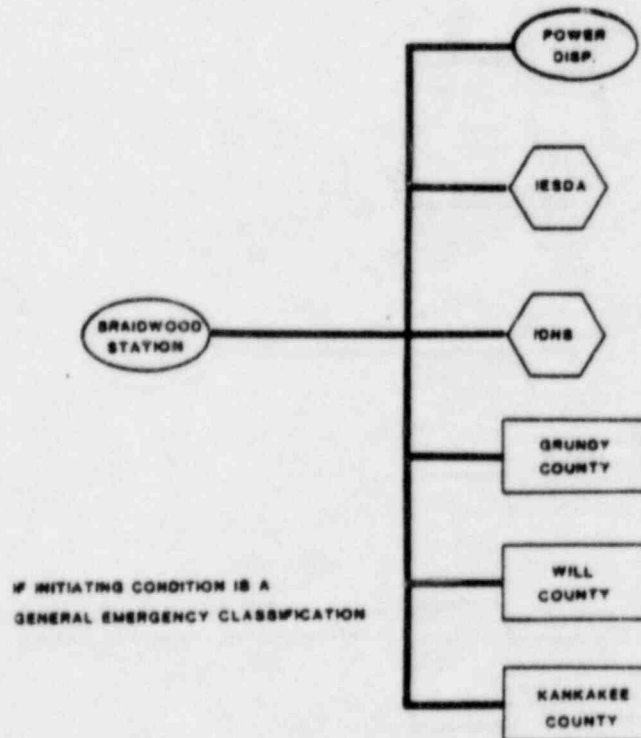 POWER
DISP.
IESDA
BRAIDWOOD
STATION
IDNS
GRUNDY
COUNTY
WILL
COUNTY
IF INITIATING CONDITION IS A
GENERAL EMERGENCY CLASSIFICATION
KANKAKEE
COUNTY